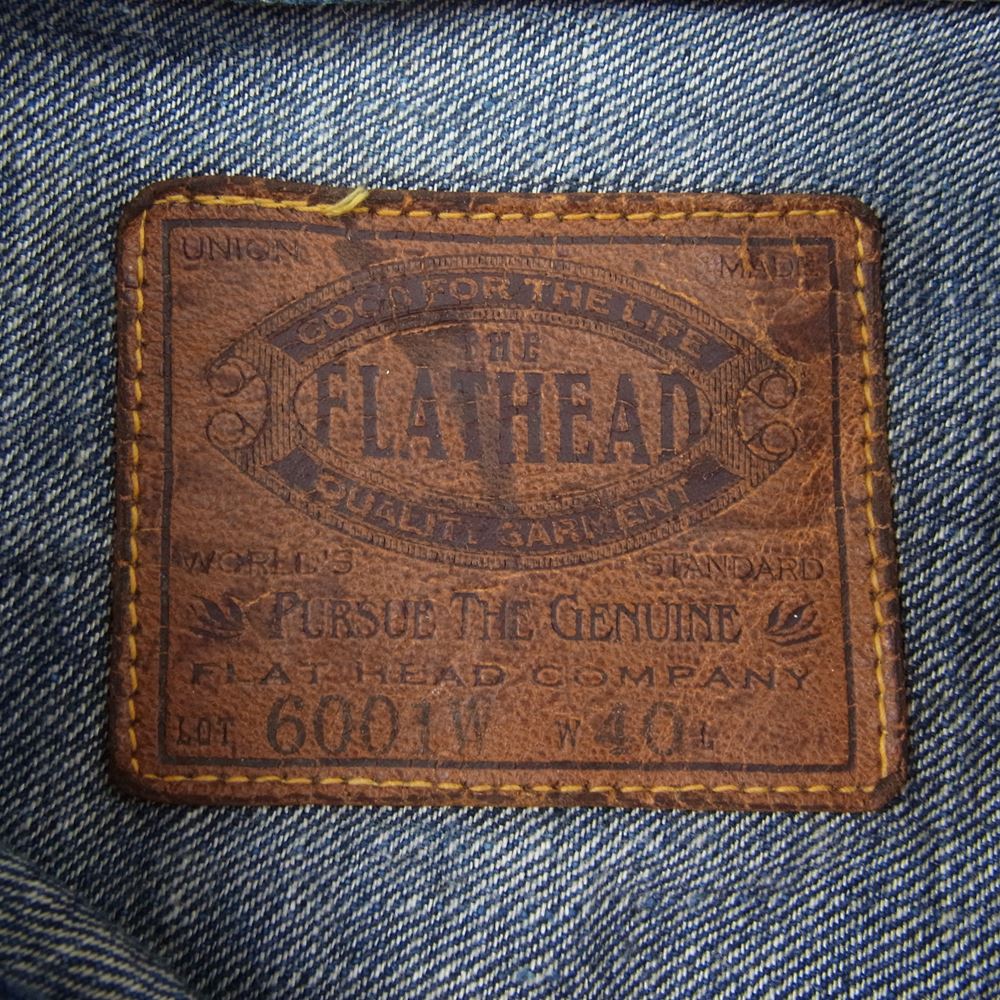 UNION MADE
GOOD FOR THE LIFE
THE
FLATHEAD
QUALITY GARMENT
WORLD'S STANDARD
PURSUE THE GENUINE
FLAT HEAD COMPANY
LOT 6001W W 40 L